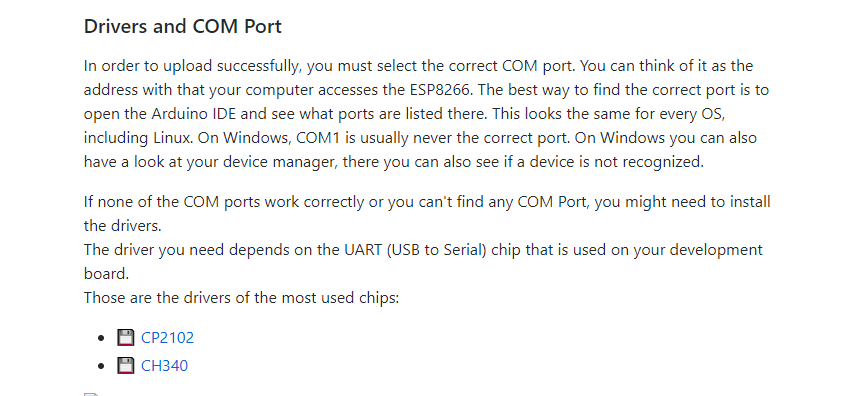 Drivers and COM Port
In order to upload successfully, you must select the correct COM port. You can think of it as the
address with that your computer accesses the ESP8266. The best way to find the correct port is to
open the Arduino IDE and see what ports are listed there. This looks the same for every OS,
including Linux. On Windows, COM1 is usually never the correct port. On Windows you can also
have a look at your device manager, there you can also see if a device is not recognized.
If none of the COM ports work correctly or you can't find any COM Port, you might need to install
the drivers.
The driver you need depends on the UART (USB to Serial) chip that is used on your development
board.
Those are the drivers of the most used chips:
CP2102
CH340